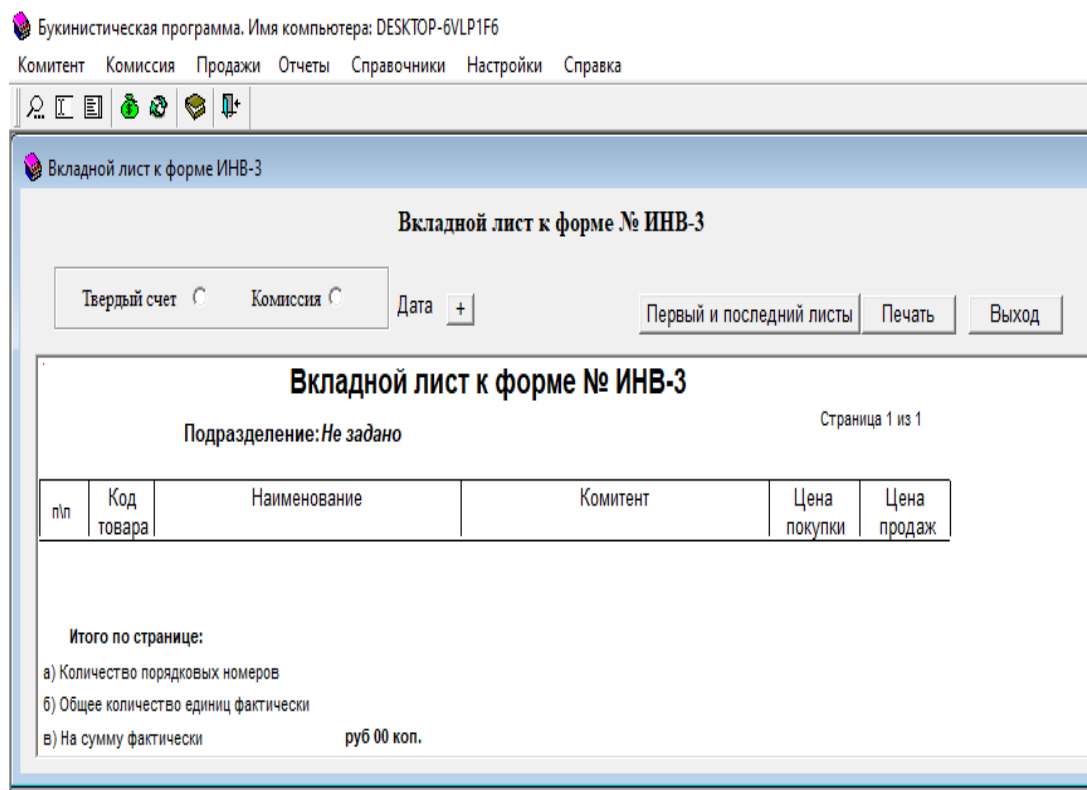 Букинистическая программа. Имя компьютера: DESKTOP-6VLP1F6
Комитент Комиссия Продажи Отчеты Справочники Настройки Справка
Вкладной лист к форме ИНВ-3
Вкладной лист к форме № ИНВ-3
Твердый счет Комиссия Дата + Первый и последний листы Печать Выход
Вкладной лист к форме № ИНВ-3
Страница 1 из 1
Подразделение: Не задано
п\п Код товара Наименование Комитент Цена покупки Цена продаж
Итого по странице:
а) Количество порядковых номеров
б) Общее количество единиц фактически
в) На сумму фактически руб 00 коп.